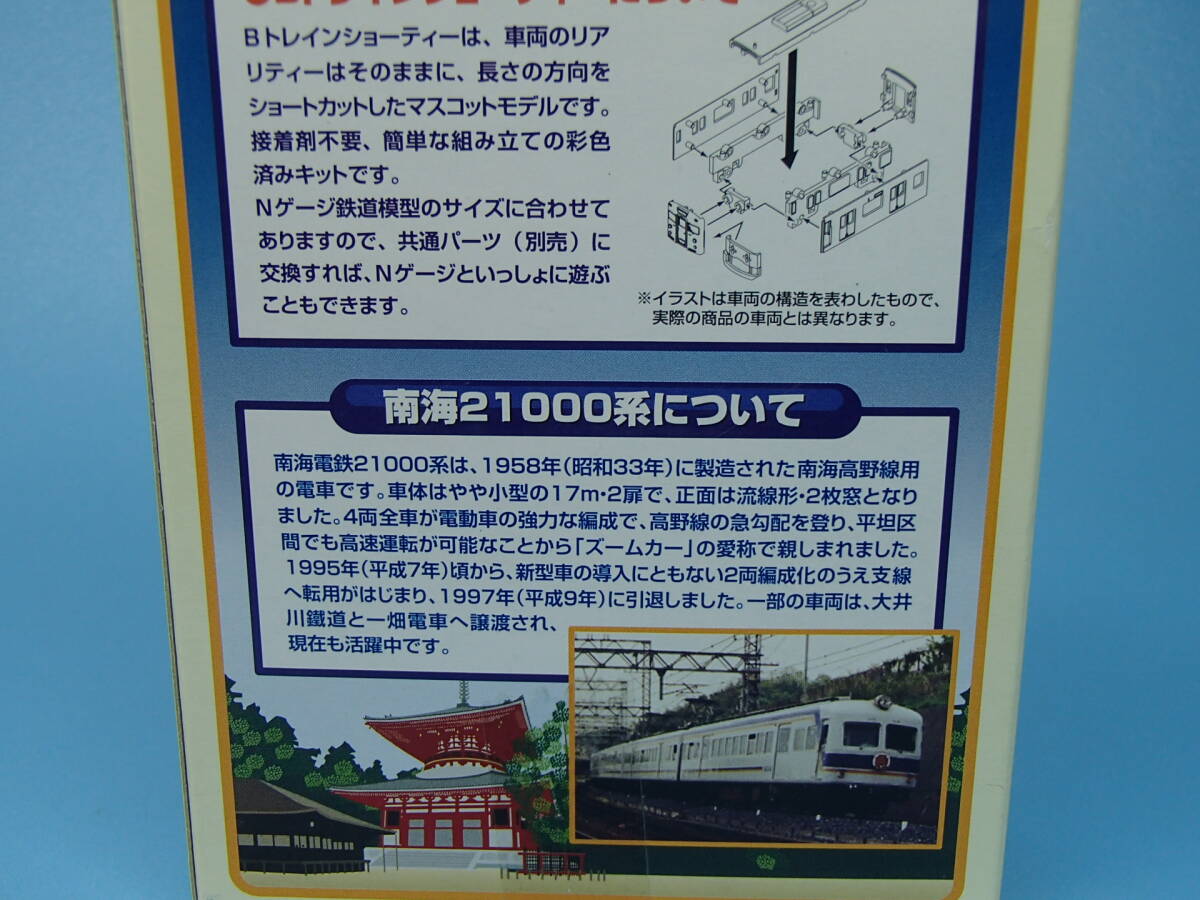 Bトレインショーティーについて
Bトレインショーティーは、車両のリア
リティーはそのままに、長さの方向を
ショートカットしたマスコットモデルです。
接着剤不要、簡単な組み立ての彩色
済みキットです。
Nゲージ鉄道模型のサイズに合わせて
ありますので、共通パーツ(別売)に
交換すれば、Nゲージといっしょに遊ぶ
こともできます。
※イラストは車両の構造を表わしたもので、
実際の商品の車両とは異なります。
南海21000系について
南海電鉄21000系は、1958年(昭和33年)に製造された南海高野線用
の電車です。車体はやや小型の17m・2扉で、正面は流線形・2枚窓となり
ました。4両全車が電動車の強力な編成で、高野線の急勾配を登り、平坦区
間でも高速運転が可能なことから「ズームカー」の愛称で親しまれました。
1995年(平成7年)頃から、新型車の導入にともない2両編成化のうえ支線
へ転用がはじまり、1997年(平成9年)に引退しました。一部の車両は、大井
川鐵道と一畑電車へ譲渡され、
現在も活躍中です。